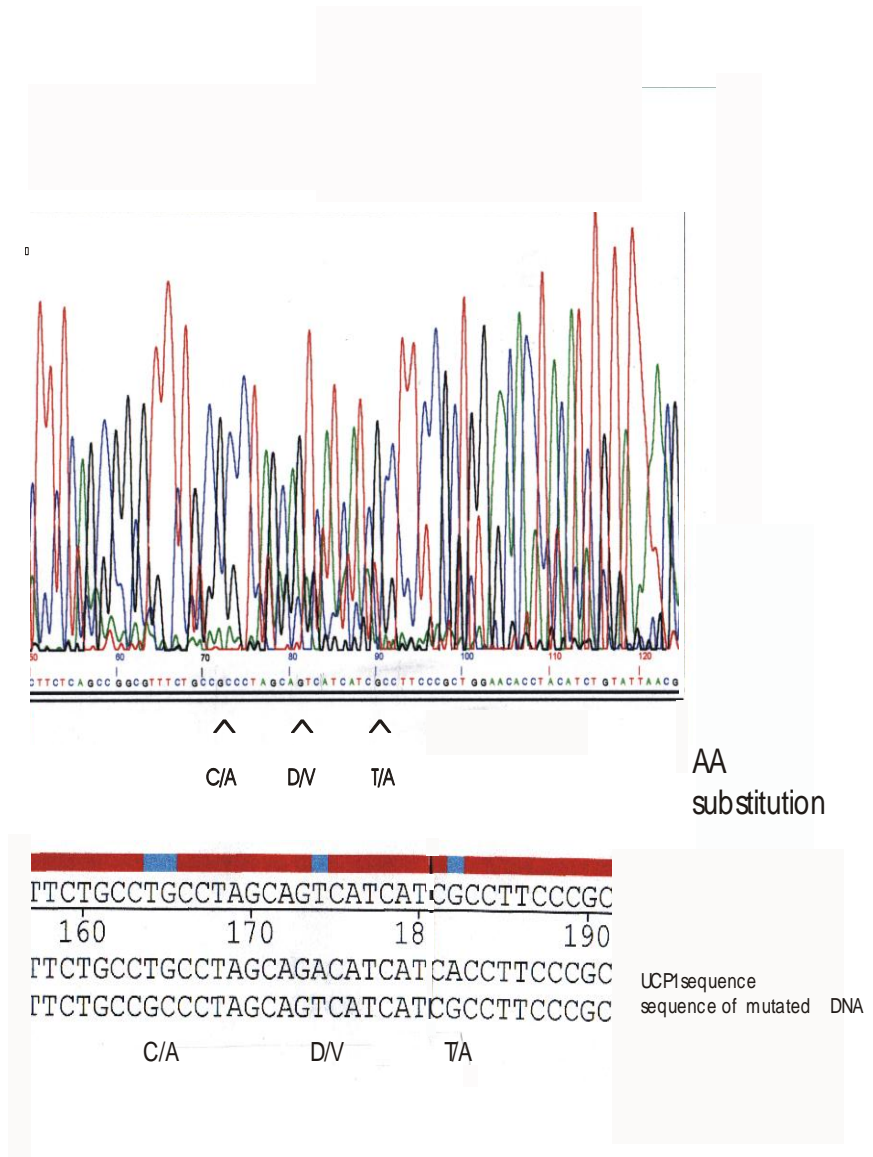 50 60 70 80 90 100 110 120
CTTCTCAGCCGGCGTTTCTGCCGCCCTAGCAGTCATCATCGCCTTCCCGCTGGAACACCTACATCTGTATTAACG
^ ^ ^
C/A D/V T/A
AA
substitution
TTCTGCCTGCCTAGCAGTCATCATCGCCTTCCCGC
160 170 18 190
TTCTGCCTGCCTAGCAGACATCATCACCTTCCCGC
UCP1sequence
TTCTGCCGCCCTAGCAGTCATCATCGCCTTCCCGC
sequence of mutated DNA
C/A D/V T/A